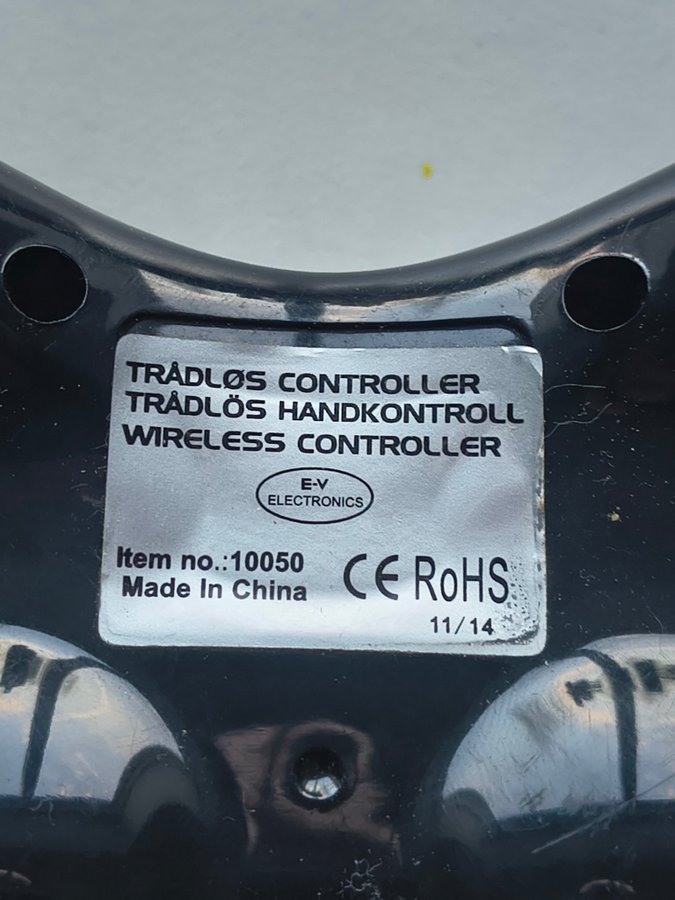 TRÅDLØS CONTROLLER
TRÅDLÖS HANDKONTROLL
WIRELESS CONTROLLER
E-V
ELECTRONICS
Item no.:10050
Made In China
CE RoHS
11/14